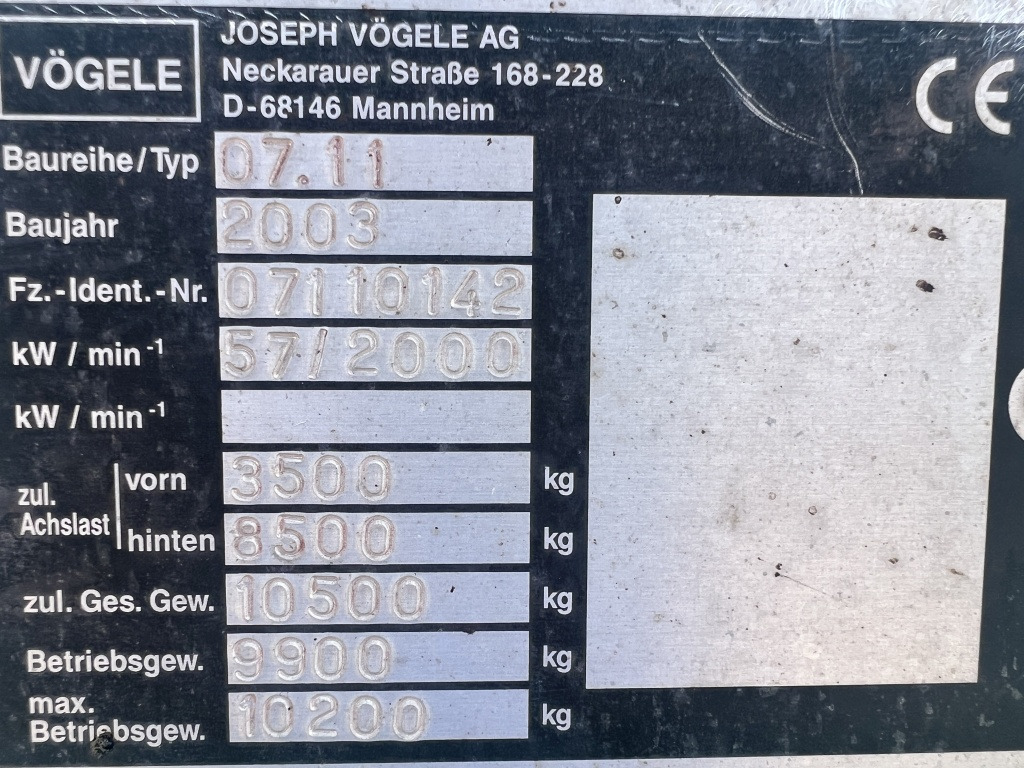 VÖGELE
JOSEPH VÖGELE AG
Neckarauer Straße 168-228
D-68146 Mannheim
CE
Baureihe/Typ 07.11
Baujahr 2003
Fz.-Ident.-Nr. 07110142
kW / min⁻¹ 57/2000
kW / min⁻¹
zul. Achslast
vorn 3500 kg
hinten 8500 kg
zul. Ges. Gew. 10500 kg
Betriebsgew. 9900 kg
max.
Betriebsgew. 10200 kg